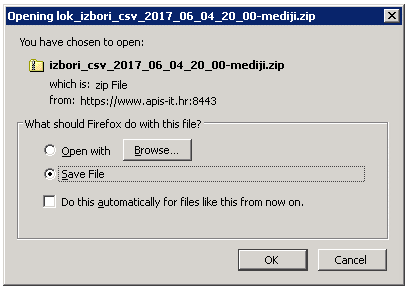 Opening lok_izbori_csv_2017_06_04_20_00-mediji.zip
You have chosen to open:
izbori_csv_2017_06_04_20_00-mediji.zip
which is: zip File
from: https://www.apis-it.hr:8443
What should Firefox do with this file?
Open with
Browse...
Save File
Do this automatically for files like this from now on.
OK
Cancel